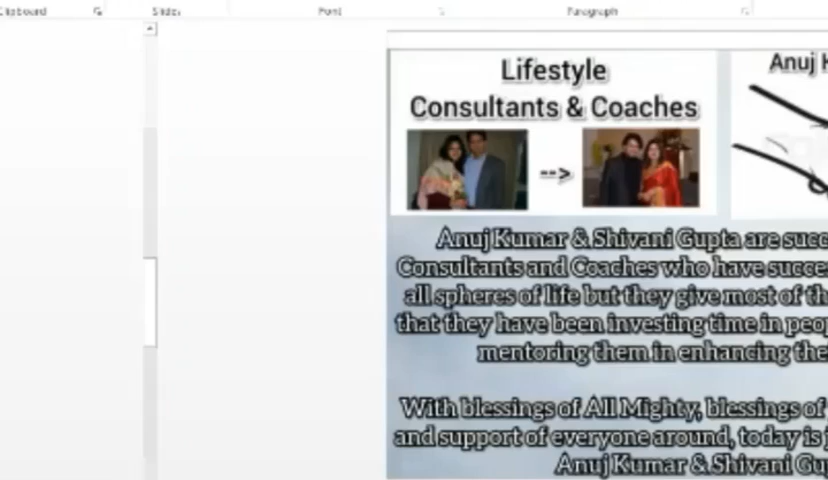 Clipboard
Slides
Font
Paragraph
Lifestyle
Consultants & Coaches
-->
Anuj K
Anuj Kumar & Shivani Gupta are succ
Consultants and Coaches who have succe
all spheres of life but they give most of th
that they have been investing time in peop
mentoring them in enhancing the
With blessings of All Mighty, blessings of
and support of everyone around, today is
Anuj Kumar & Shivani Gu